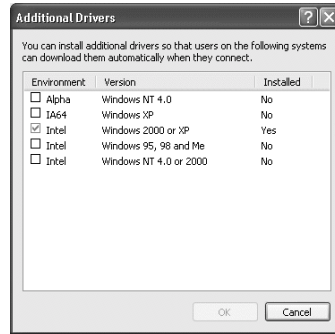 Additional Drivers
You can install additional drivers so that users on the following systems
can download them automatically when they connect.
Environment Version Installed
Alpha Windows NT 4.0 No
IA64 Windows XP No
Intel Windows 2000 or XP Yes
Intel Windows 95, 98 and Me No
Intel Windows NT 4.0 or 2000 No
OK Cancel